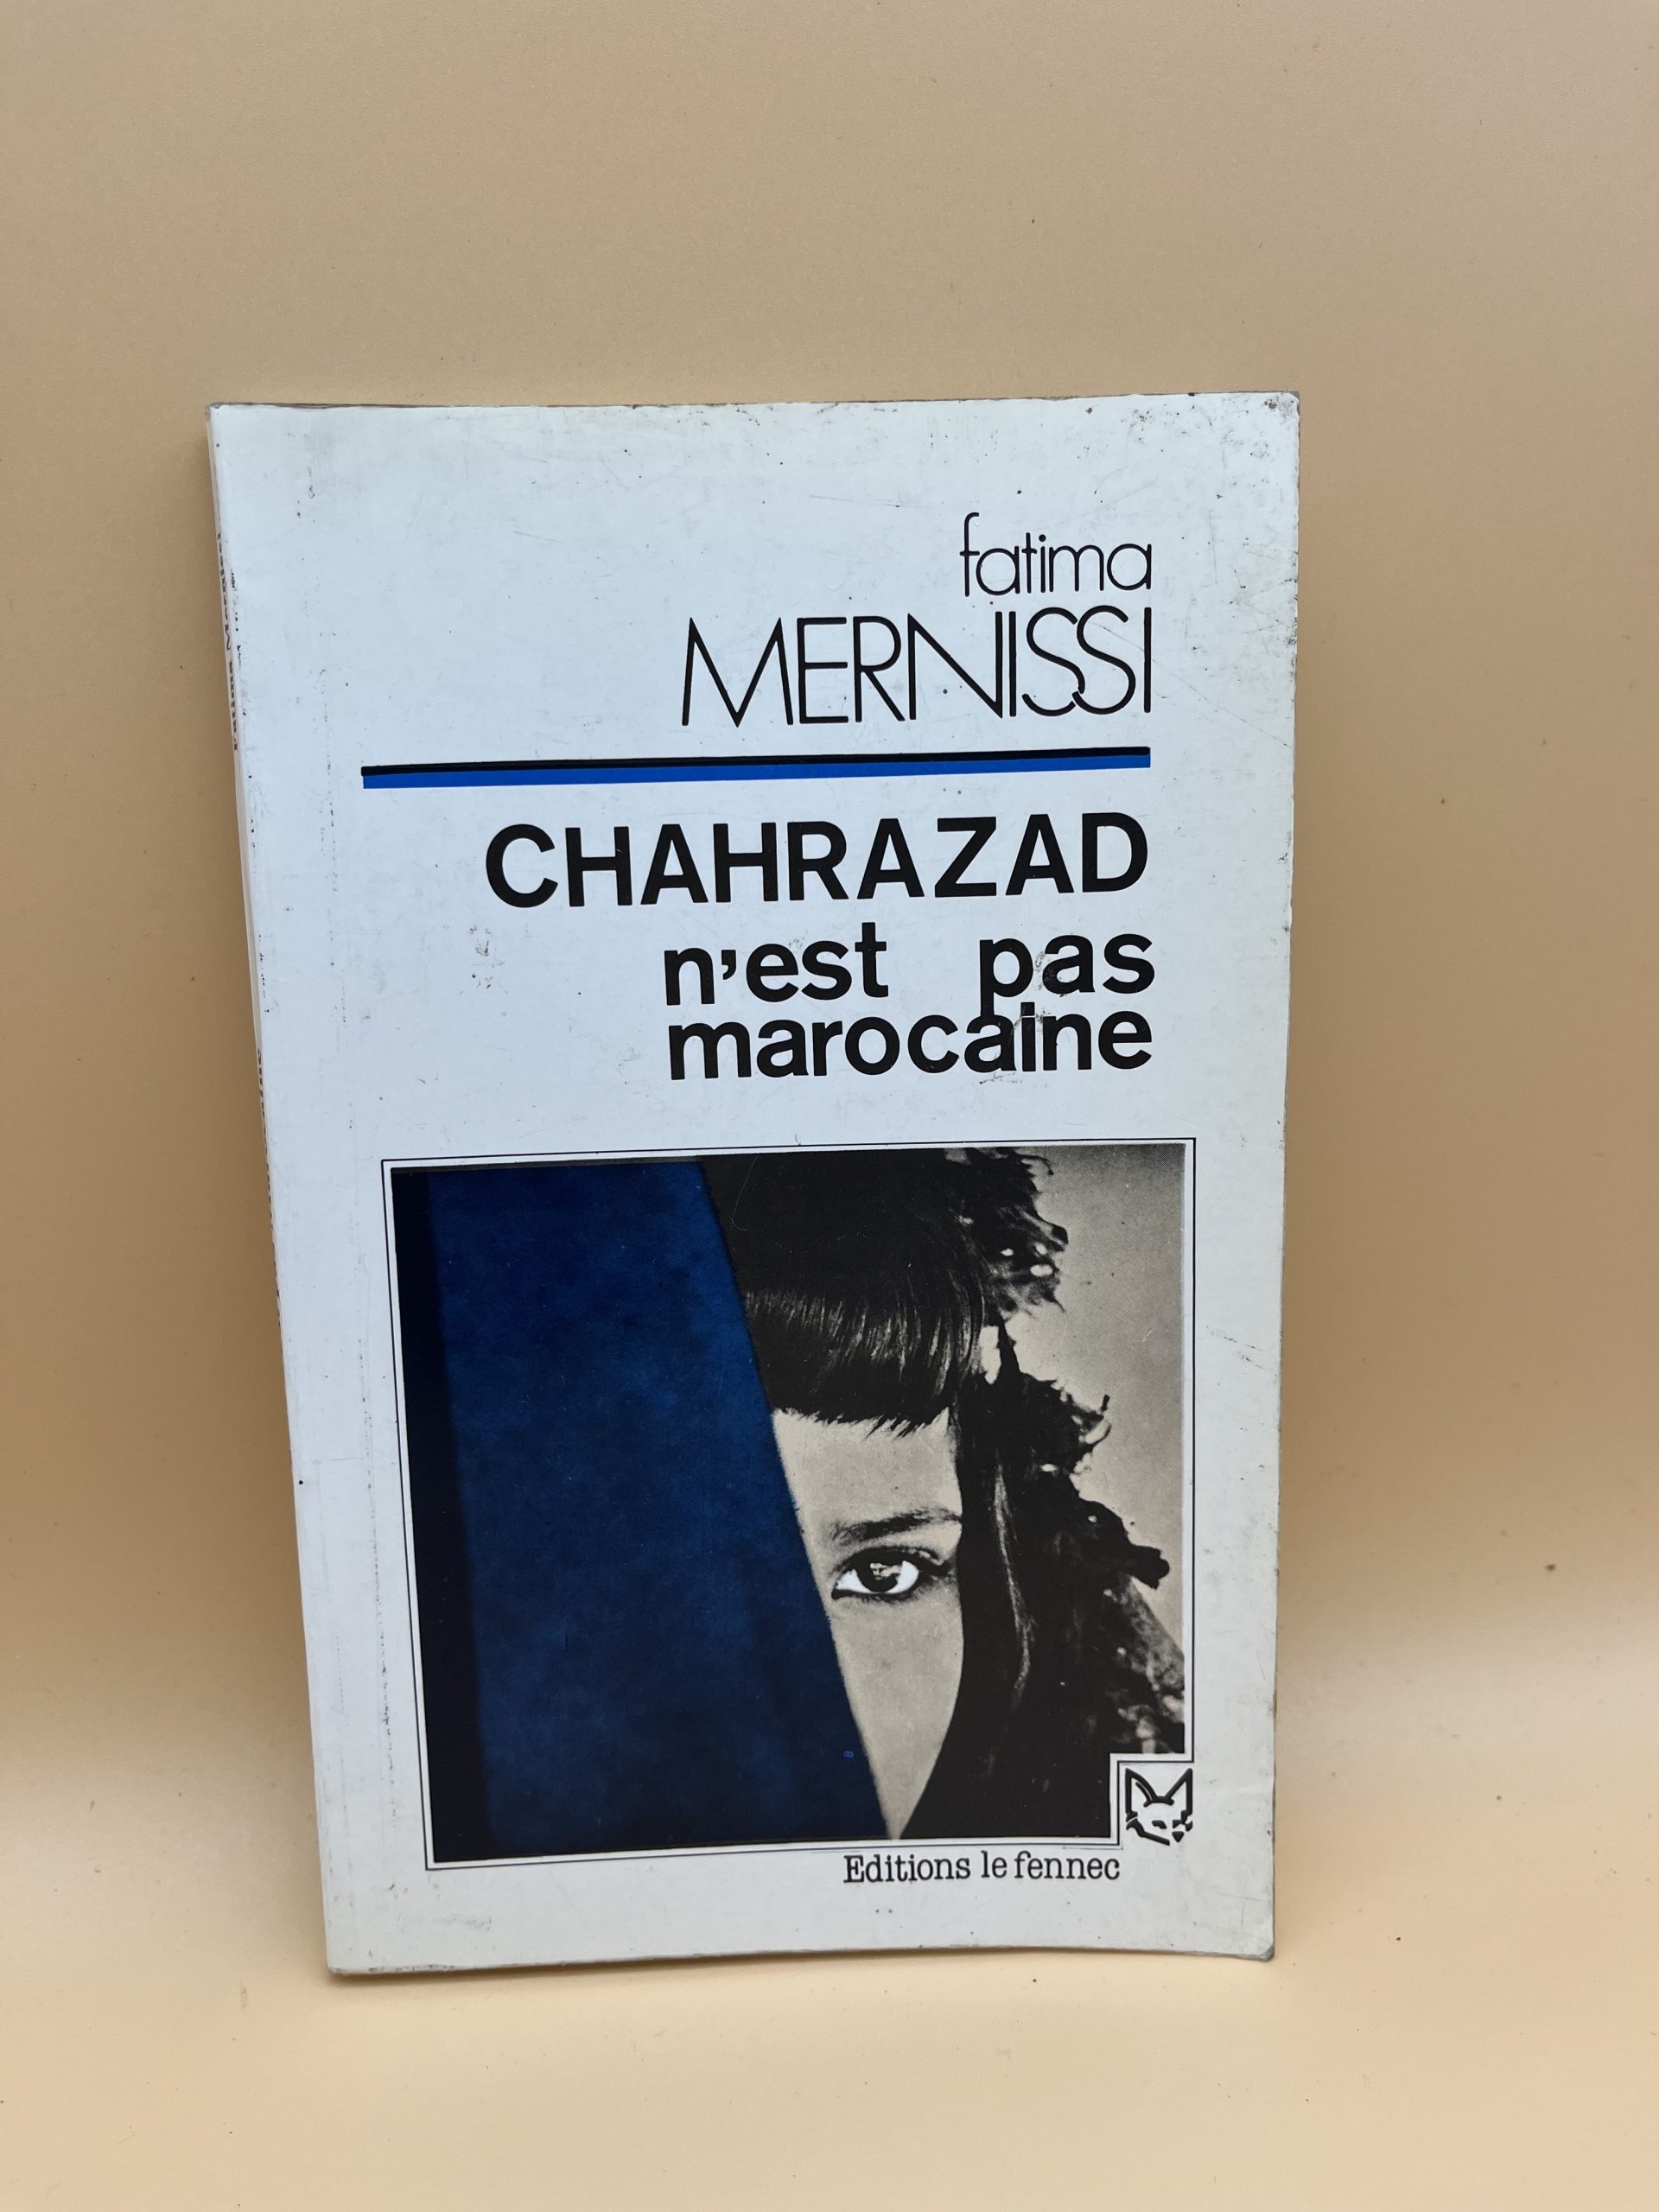 fatima
MERNISSI
CHAHRAZAD
n'est pas
marocaine
Editions le fennec